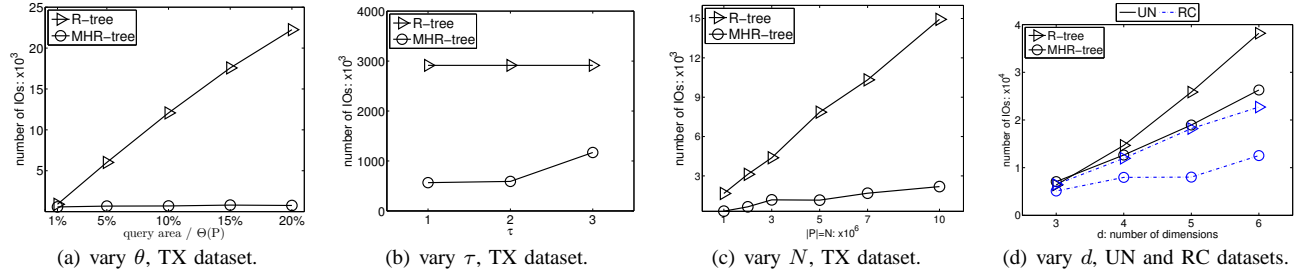 number of IOs: x10^3
25
20
15
10
5
R-tree
MHR-tree
1%
5%
10%
15%
20%
query area / Θ(P)
(a) vary θ, TX dataset.
number of IOs: x10^3
4000
3000
2000
1000
0
R-tree
MHR-tree
1
2
3
τ
(b) vary τ, TX dataset.
number of IOs: x10^3
15
12
9
6
3
R-tree
MHR-tree
1
3
5
7
10
|P|=N: x10^6
(c) vary N, TX dataset.
UN
RC
number of IOs: x10^4
4
3
2
1
0
R-tree
MHR-tree
3
4
5
6
d: number of dimensions
(d) vary d, UN and RC datasets.